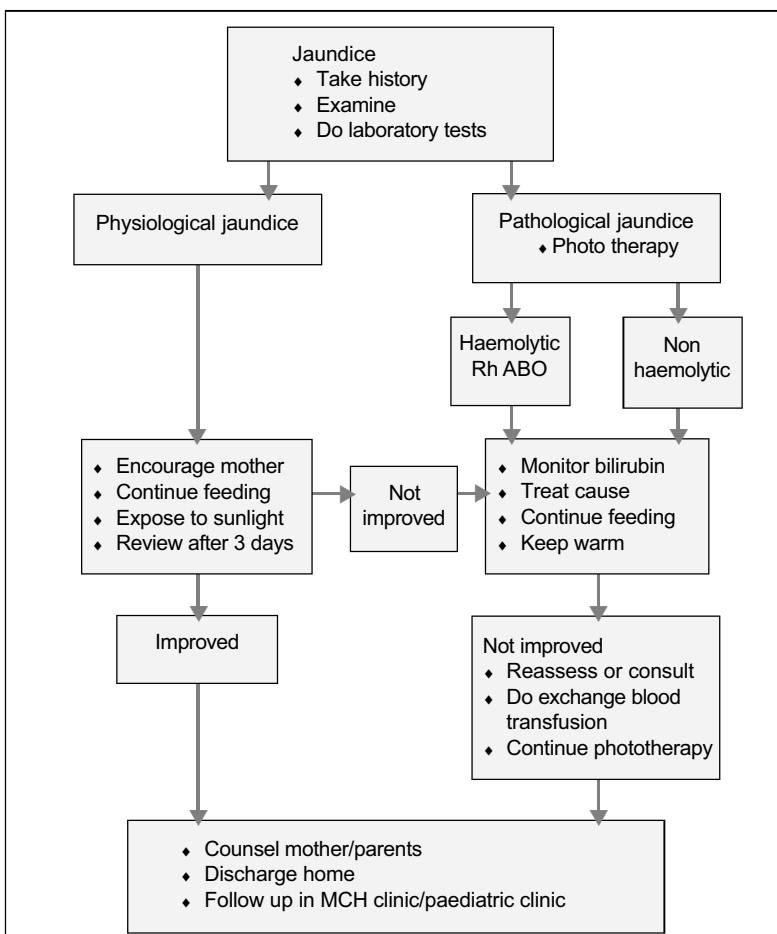 Jaundice
♦ Take history
♦ Examine
♦ Do laboratory tests
Physiological jaundice
Pathological jaundice
♦ Photo therapy
Haemolytic
Rh ABO
Non
haemolytic
♦ Encourage mother
♦ Continue feeding
♦ Expose to sunlight
♦ Review after 3 days
Not
improved
♦ Monitor bilirubin
♦ Treat cause
♦ Continue feeding
♦ Keep warm
Improved
Not improved
♦ Reassess or consult
♦ Do exchange blood
transfusion
♦ Continue phototherapy
♦ Counsel mother/parents
♦ Discharge home
♦ Follow up in MCH clinic/paediatric clinic